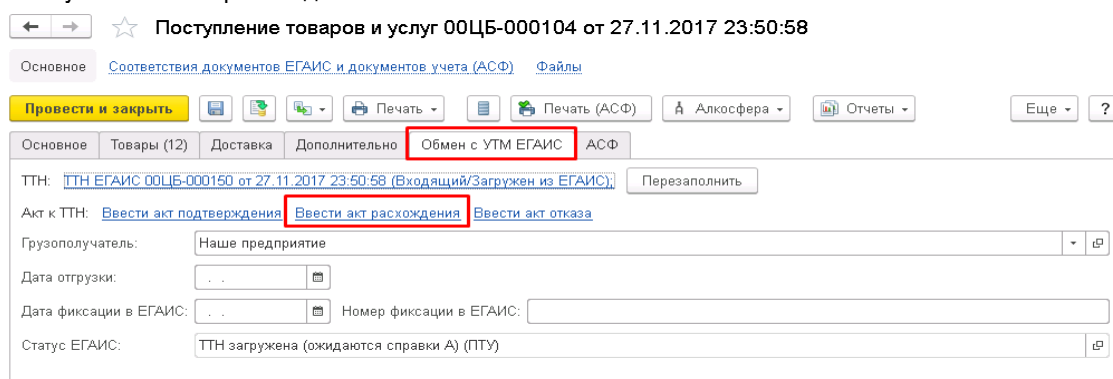 Поступление товаров и услуг 00ЦБ-000104 от 27.11.2017 23:50:58
Основное Соответствия документов ЕГАИС и документов учета (АСФ) Файлы
Провести и закрыть Печать Печать (АСФ) Алкосфера Отчеты Еще ?
Основное Товары (12) Доставка Дополнительно Обмен с УТМ ЕГАИС АСФ
ТТН: ТТН ЕГАИС 00ЦБ-000150 от 27.11.2017 23:50:58 (Входящий/Загружен из ЕГАИС); Перезаполнить
Акт к ТТН: Ввести акт подтверждения Ввести акт расхождения Ввести акт отказа
Грузополучатель: Наше предприятие
Дата отгрузки: . .
Дата фиксации в ЕГАИС: . . Номер фиксации в ЕГАИС:
Статус ЕГАИС: ТТН загружена (ожидаются справки А) (ПТУ)